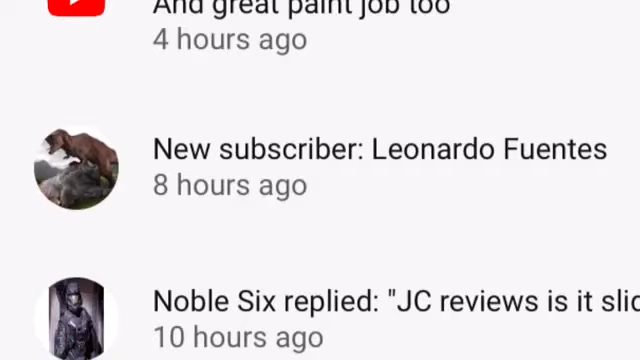 And great paint job too
4 hours ago
New subscriber: Leonardo Fuentes
8 hours ago
Noble Six replied: "JC reviews is it
10 hours ago